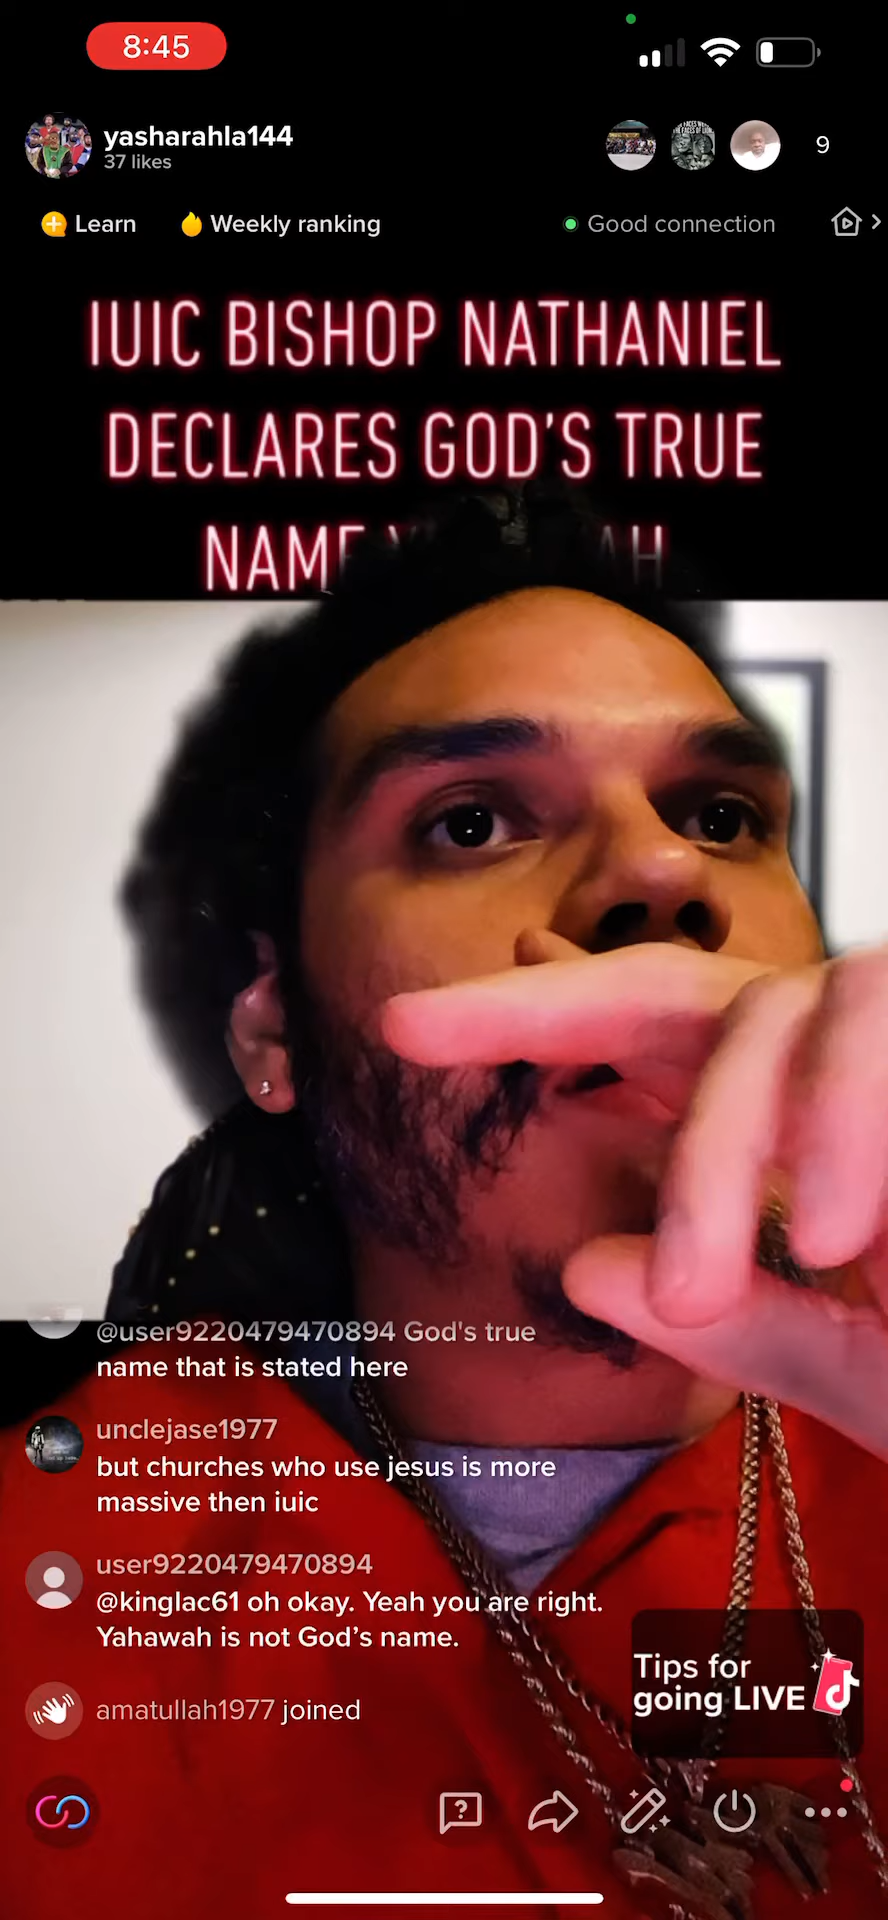 8:45
yasharahla144
37 likes
9
Learn
Weekly ranking
Good connection
IUIC BISHOP NATHANIEL
DECLARES GOD'S TRUE
NAME
@user9220479470894 God's true
name that is stated here
unclejase1977
but churches who use jesus is more
massive then iuic
user9220479470894
@kinglac61 oh okay. Yeah you are right.
Yahawah is not God's name.
amatullah1977 joined
Tips for
going LIVE